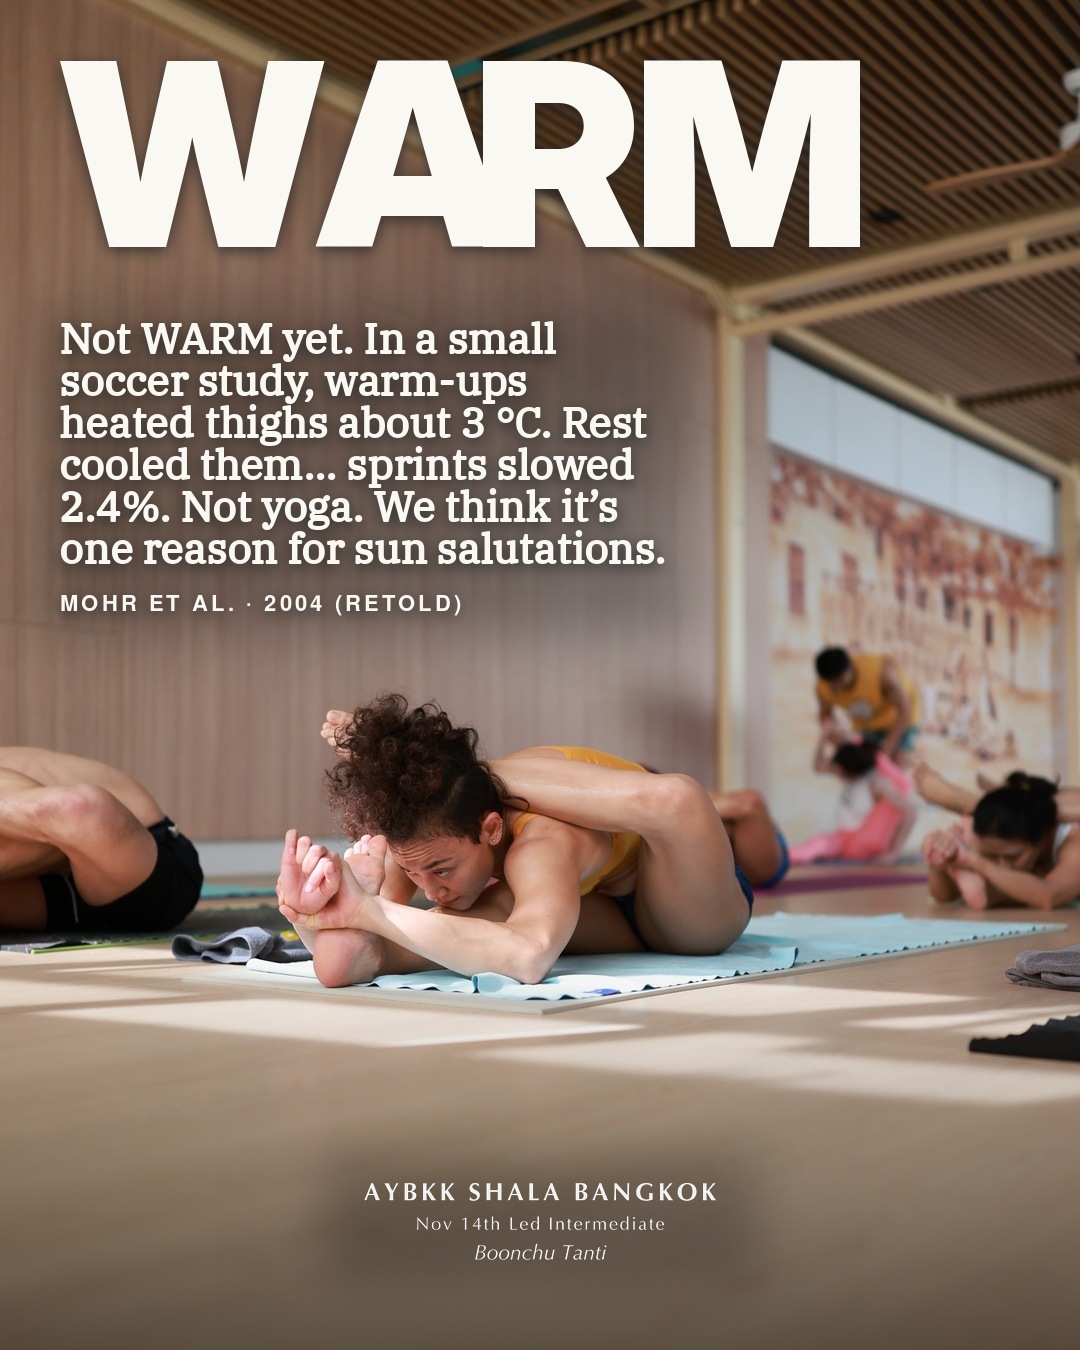 WARM
Not WARM yet. In a small
soccer study, warm-ups
heated thighs about 3 °C. Rest
cooled them... sprints slowed
2.4%. Not yoga. We think it’s
one reason for sun salutations.
MOHR ET AL. · 2004 (RETOLD)
AYBKK SHALA BANGKOK
Nov 14th Led Intermediate
Boonchu Tanti